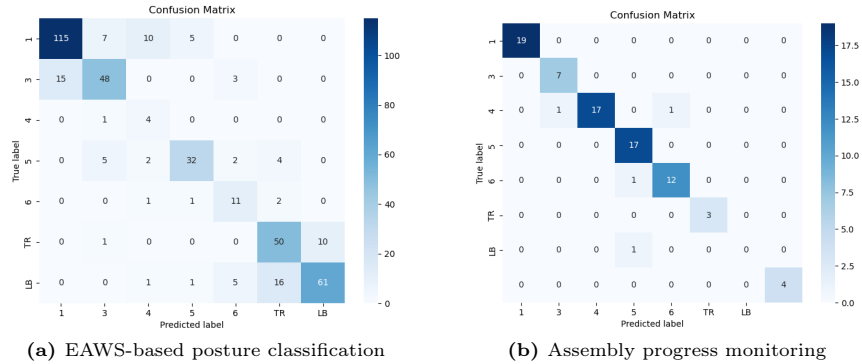 Confusion Matrix
1 115 7 10 5 0 0 0
3 15 48 0 0 3 0 0
4 0 1 4 0 0 0 0
5 0 5 2 32 2 4 0
6 0 0 1 1 11 2 0
TR 0 1 0 0 0 50 10
LB 0 0 1 1 5 16 61
1 3 4 5 6 TR LB
True label
Predicted label
100
80
60
40
20
0
(a) EAWS-based posture classification
Confusion Matrix
1 19 0 0 0 0 0 0 0
3 0 7 0 0 0 0 0 0
4 0 1 17 0 1 0 0 0
5 0 0 0 17 0 0 0 0
6 0 0 0 1 12 0 0 0
TR 0 0 0 0 0 3 0 0
LB 0 0 0 1 0 0 0 0
0 0 0 0 0 0 0 4
1 3 4 5 6 TR LB
True label
Predicted label
17.5
15.0
12.5
10.0
7.5
5.0
2.5
0.0
(b) Assembly progress monitoring